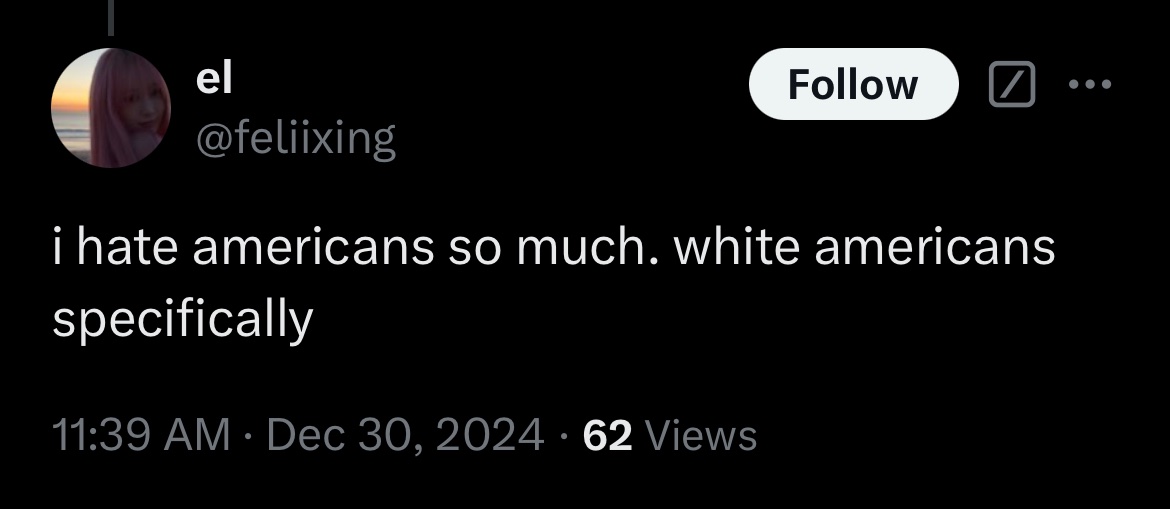 el
Follow
@feliixing
i hate americans so much. white americans
specifically
11:39 AM · Dec 30, 2024 · 62 Views